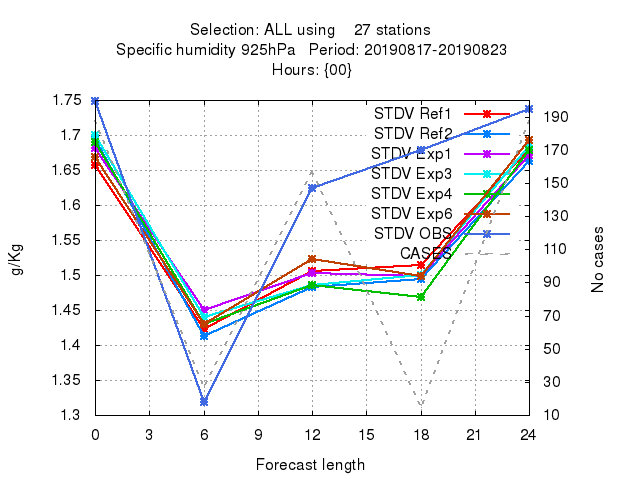 Selection: ALL using    27 stations
Specific humidity 925hPa   Period: 20190817-20190823
Hours: {00}
1.75
1.7
1.65
1.6
1.55
1.5
1.45
1.4
1.35
1.3
g/Kg
STDV Ref1
STDV Ref2
STDV Exp1
STDV Exp3
STDV Exp4
STDV Exp6
STDV OBS
CASES
190
170
150
130
110
90
70
50
30
10
No cases
0 3 6 9 12 15 18 21 24
Forecast length